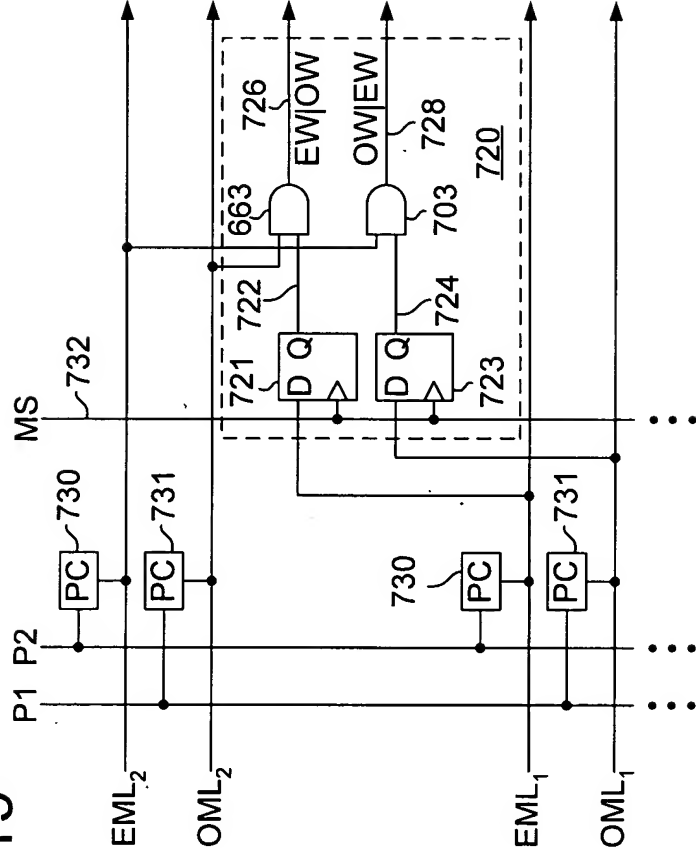 MS
732
P1
P2
730
PC
731
PC
EML2
OML2
663
726
EW|OW
722
721
D Q
OW|EW
728
703
724
D Q
723
720
730
PC
731
PC
EML1
OML1